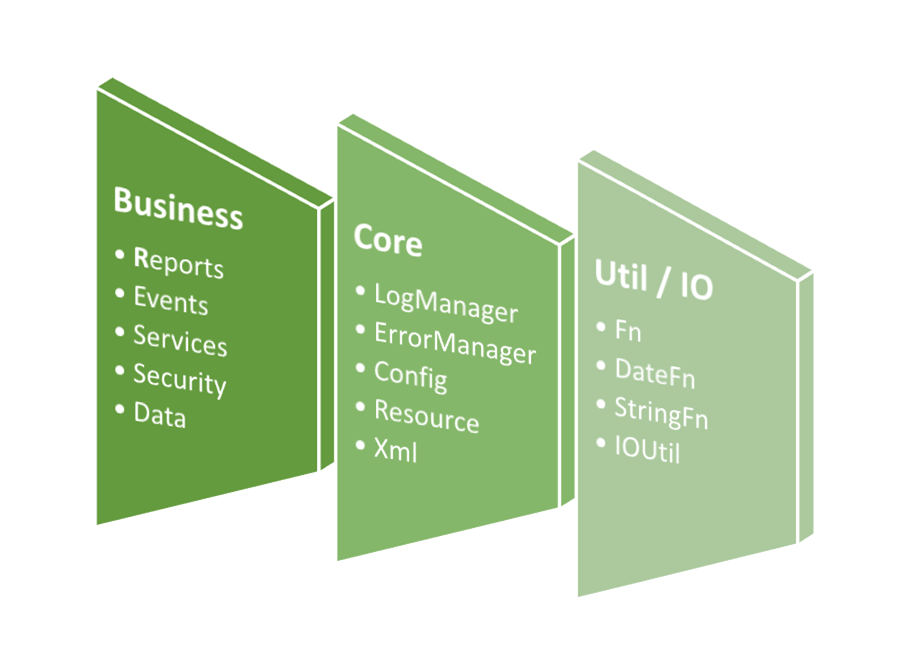 Business
• Reports
• Events
• Services
• Security
• Data
Core
• LogManager
• ErrorManager
• Config
• Resource
• Xml
Util / IO
• Fn
• DateFn
• StringFn
• IOUtil